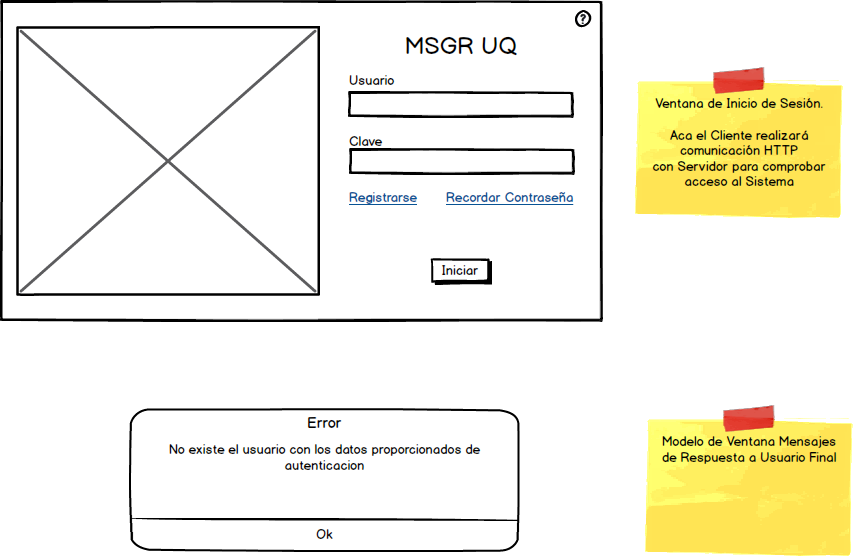 ?
MSGR UQ
Usuario
Clave
Registrarse
Recordar Contraseña
Iniciar
Ventana de Inicio de Sesión.
Aca el Cliente realizará
comunicación HTTP
con Servidor para comprobar
acceso al Sistema
Error
No existe el usuario con los datos proporcionados de
autenticacion
Ok
Modelo de Ventana Mensajes
de Respuesta a Usuario Final